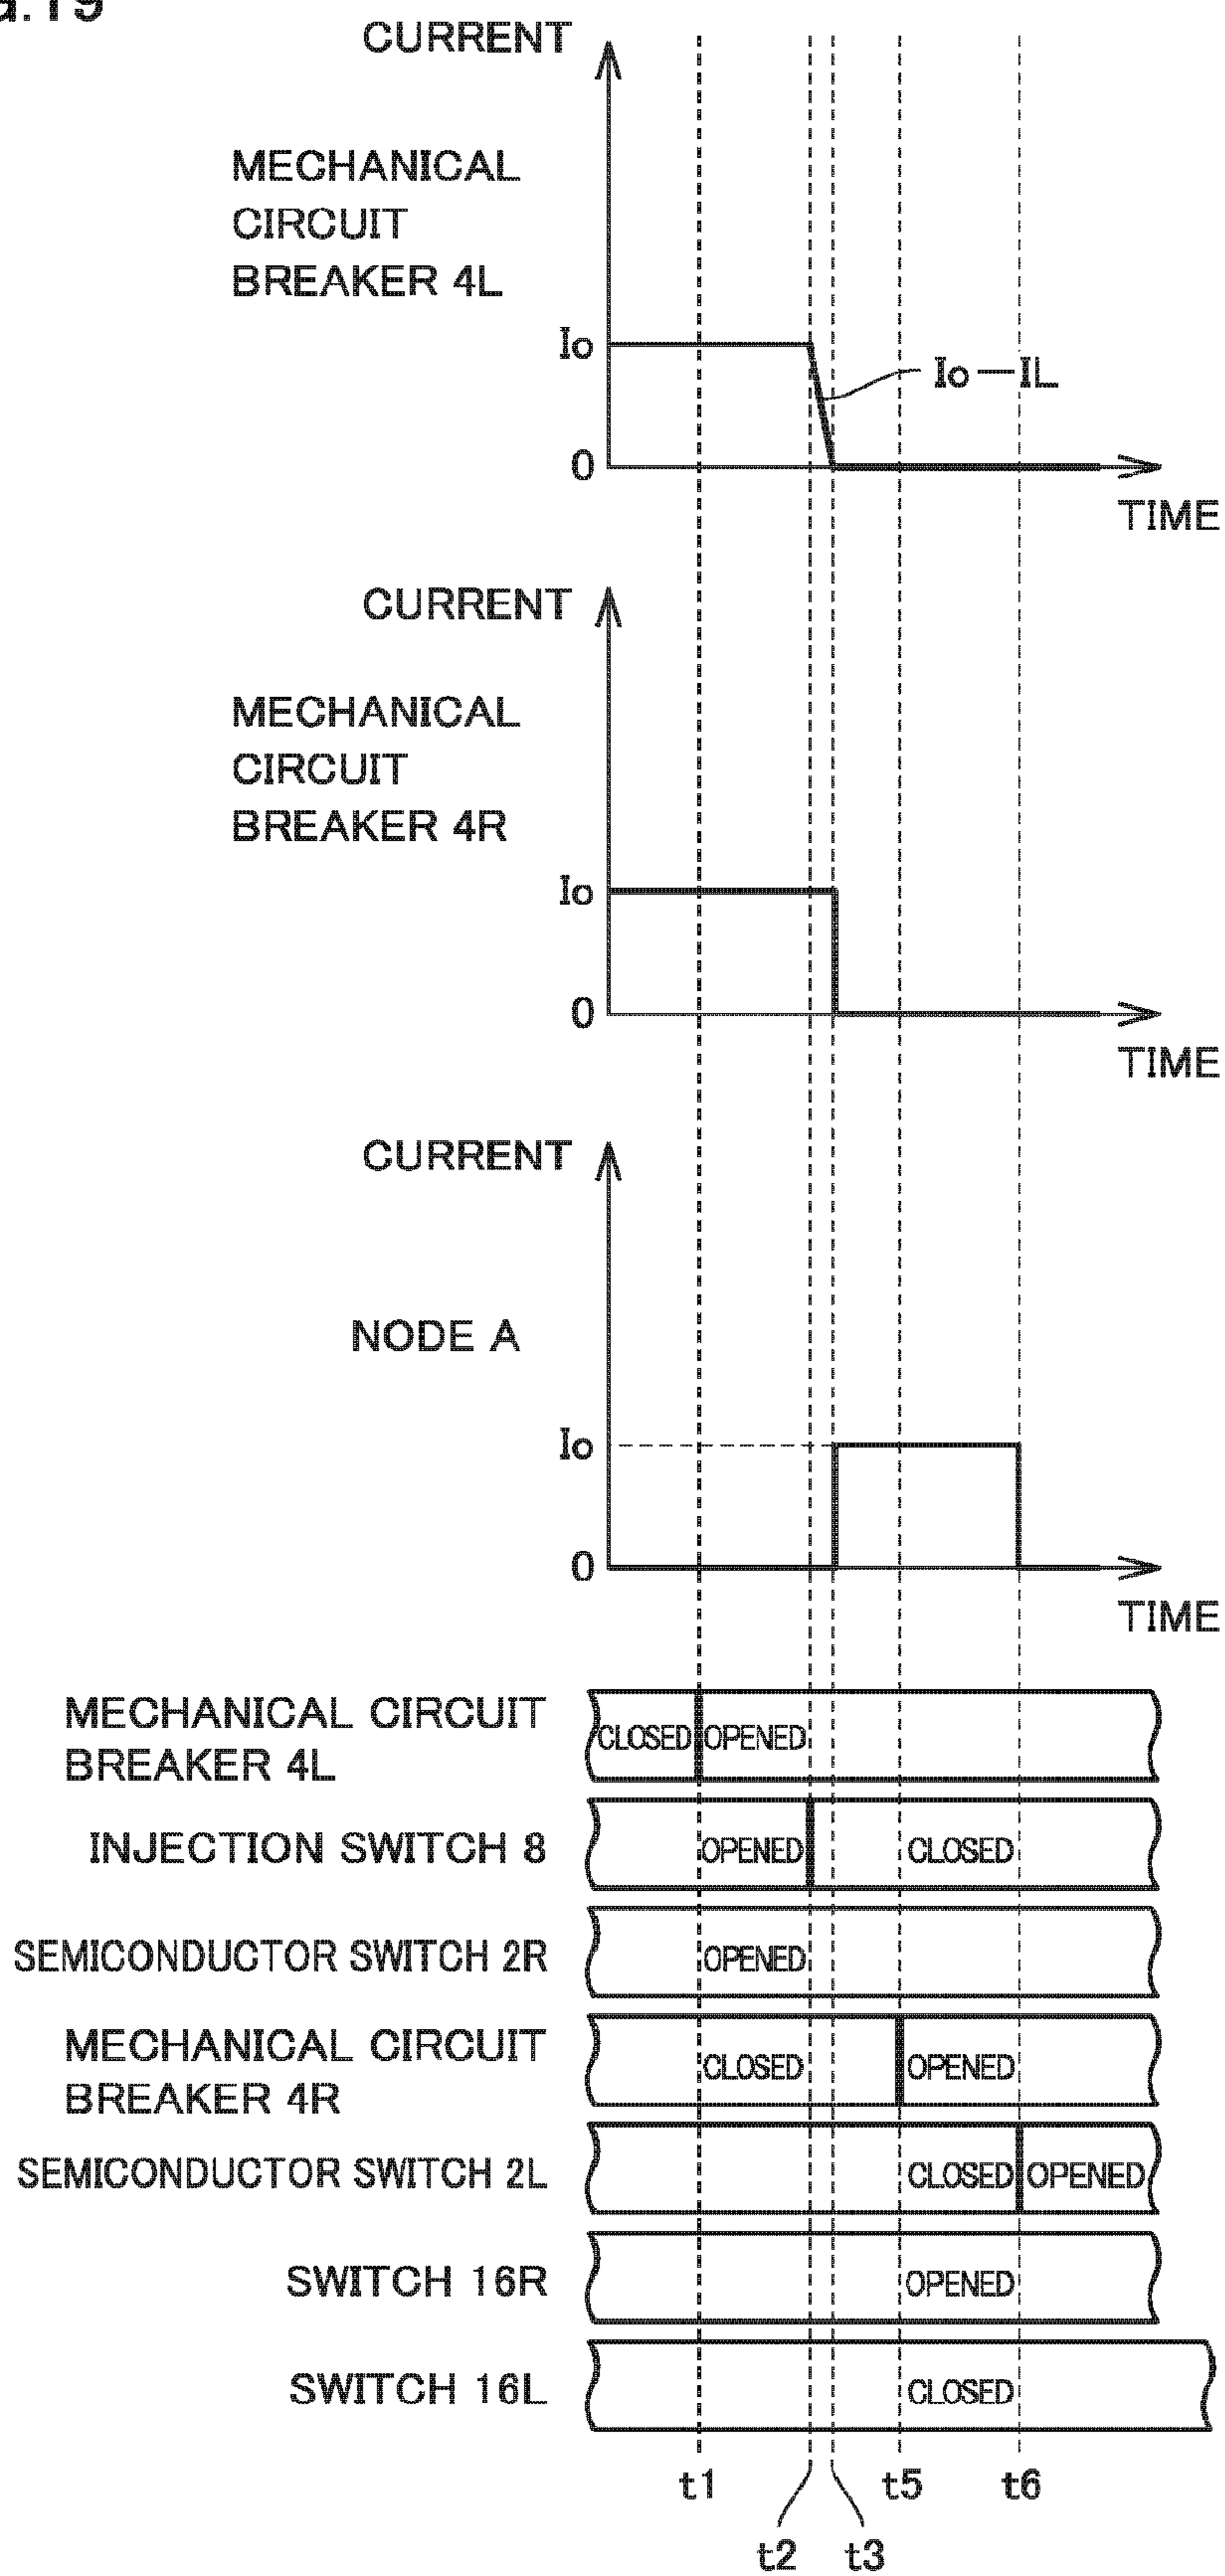 G.19
CURRENT
MECHANICAL
CIRCUIT
BREAKER 4L
Io
Io—IL
0
TIME
CURRENT
MECHANICAL
CIRCUIT
BREAKER 4R
Io
0
TIME
CURRENT
NODE A
Io
0
TIME
MECHANICAL CIRCUIT
BREAKER 4L
CLOSED OPENED
INJECTION SWITCH 8
OPENED CLOSED
SEMICONDUCTOR SWITCH 2R
OPENED
MECHANICAL CIRCUIT
BREAKER 4R
CLOSED OPENED
SEMICONDUCTOR SWITCH 2L
CLOSED OPENED
SWITCH 16R
OPENED
SWITCH 16L
CLOSED
t1 t5 t6
t2 t3